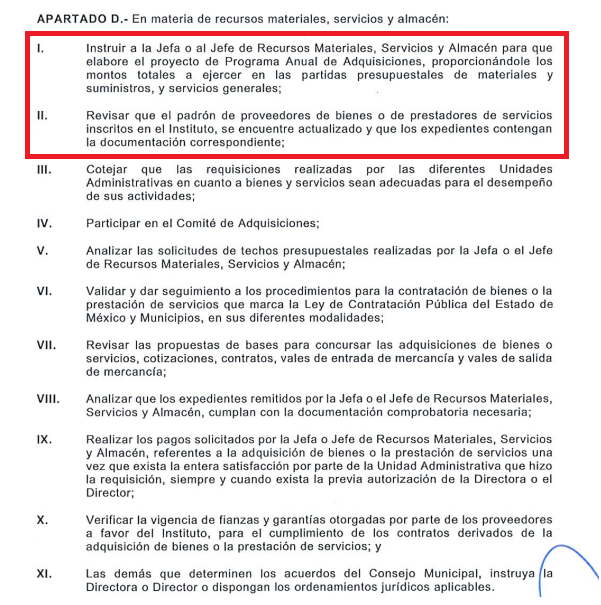 APARTADO D.- En materia de recursos materiales, servicios y almacén:
I. Instruir a la Jefa o al Jefe de Recursos Materiales, Servicios y Almacén para que
elabore el proyecto de Programa Anual de Adquisiciones, proporcionándole los
montos totales a ejercer en las partidas presupuestales de materiales y
suministros, y servicios generales;
II. Revisar que el padrón de proveedores de bienes o de prestadores de servicios
inscritos en el Instituto, se encuentre actualizado y que los expedientes contengan
la documentación correspondiente;
III. Cotejar que las requisiciones realizadas por las diferentes Unidades
Administrativas en cuanto a bienes y servicios sean adecuadas para el desempeño
de sus actividades;
IV. Participar en el Comité de Adquisiciones;
V. Analizar las solicitudes de techos presupuestales realizadas por la Jefa o el Jefe
de Recursos Materiales, Servicios y Almacén;
VI. Validar y dar seguimiento a los procedimientos para la contratación de bienes o la
prestación de servicios que marca la Ley de Contratación Pública del Estado de
México y Municipios, en sus diferentes modalidades;
VII. Revisar las propuestas de bases para concursar las adquisiciones de bienes o
servicios, cotizaciones, contratos, vales de entrada de mercancía y vales de salida
de mercancía;
VIII. Analizar que los expedientes remitidos por la Jefa o el Jefe de Recursos Materiales,
Servicios y Almacén, cumplan con la documentación comprobatoria necesaria;
IX. Realizar los pagos solicitados por la Jefa o Jefe de Recursos Materiales, Servicios
y Almacén, referentes a la adquisición de bienes o la prestación de servicios una
vez que exista la entera satisfacción por parte de la Unidad Administrativa que hizo
la requisición, siempre y cuando exista la previa autorización de la Directora o el
Director;
X. Verificar la vigencia de fianzas y garantías otorgadas por parte de los proveedores
a favor del Instituto, para el cumplimiento de los contratos derivados de la
adquisición de bienes o la prestación de servicios; y
XI. Las demás que determinen los acuerdos del Consejo Municipal, instruya la
Directora o Director o dispongan los ordenamientos jurídicos aplicables.